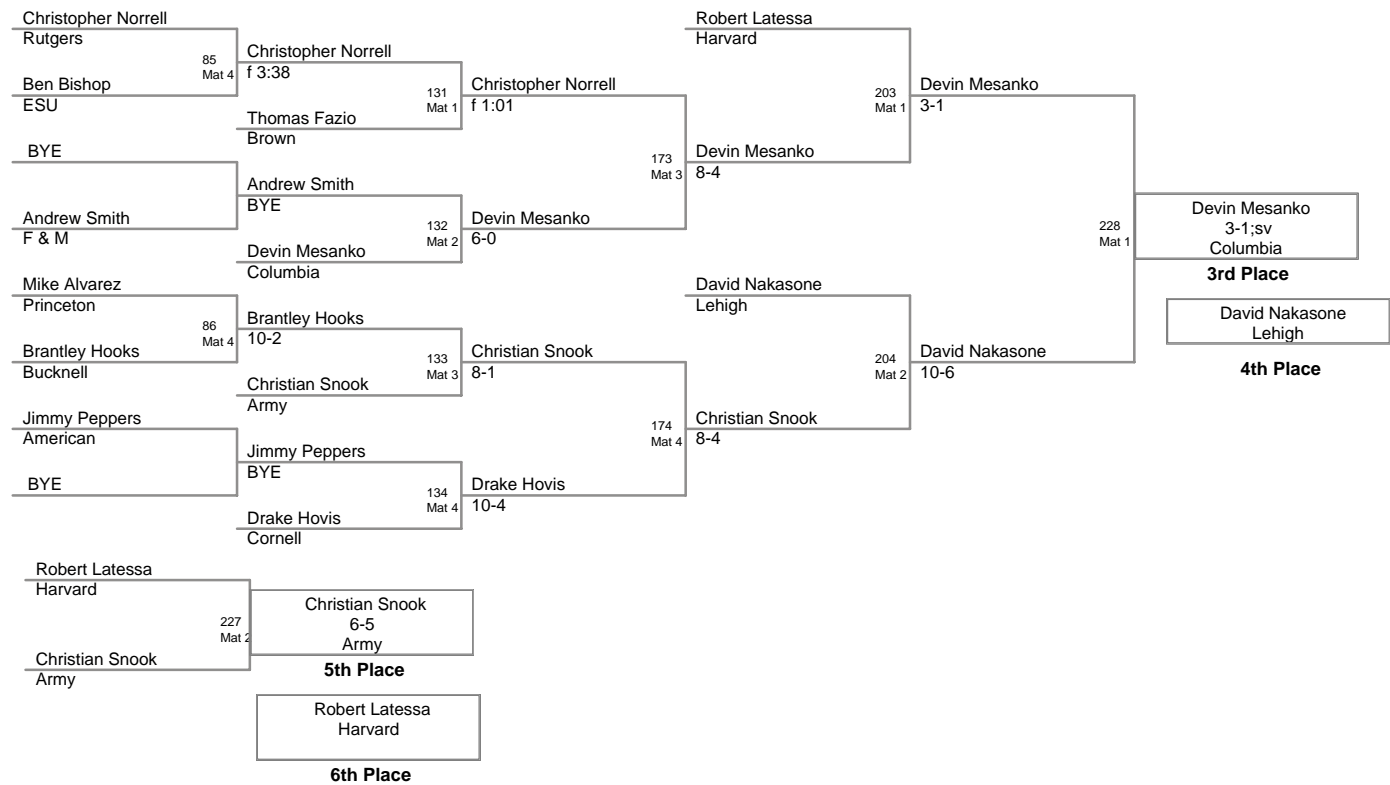 Christopher Norrell
Rutgers
85
Mat 4
Ben Bishop
ESU
BYE
Andrew Smith
F & M
Mike Alvarez
Princeton
86
Mat 4
Brantley Hooks
Bucknell
Jimmy Peppers
American
BYE
Christopher Norrell
f 3:38
131
Mat 1
Thomas Fazio
Brown
Andrew Smith
BYE
132
Mat 2
Devin Mesanko
Columbia
Brantley Hooks
10-2
133
Mat 3
Christian Snook
Army
Jimmy Peppers
BYE
134
Mat 4
Drake Hovis
Cornell
Christopher Norrell
f 1:01
173
Mat 3
Devin Mesanko
6-0
Christian Snook
8-1
174
Mat 4
Drake Hovis
10-4
Robert Latessa
Harvard
203
Mat 1
Devin Mesanko
8-4
David Nakasone
Lehigh
204
Mat 2
Christian Snook
8-4
Devin Mesanko
3-1
228
Mat 1
David Nakasone
10-6
Devin Mesanko
3-1;sv
Columbia
3rd Place
David Nakasone
Lehigh
4th Place
Robert Latessa
Harvard
227
Mat 2
Christian Snook
Army
Christian Snook
6-5
Army
5th Place
Robert Latessa
Harvard
6th Place